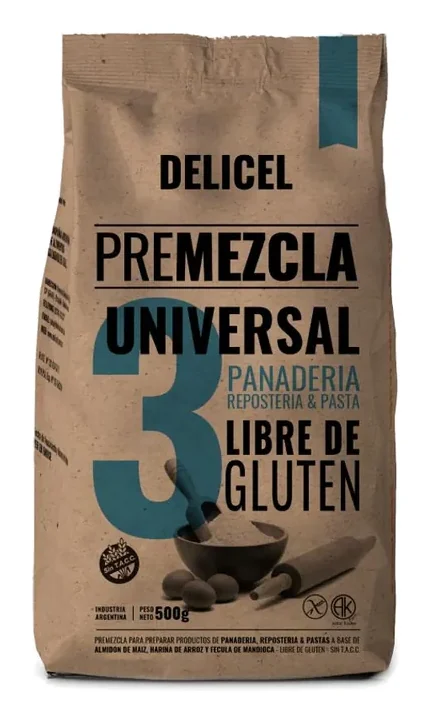 DELICEL
PREMEZCLA
UNIVERSAL
3
PANADERIA
REPOSTERIA & PASTA
LIBRE DE
GLUTEN
Sin T.A.C.C.
INDUSTRIA
ARGENTINA
PESO
NETO 500g
AK
PREMEZCLA PARA PREPARAR PRODUCTOS DE PANADERIA, REPOSTERIA & PASTAS A BASE DE
ALMIDON DE MAIZ, HARINA DE ARROZ Y FECULA DE MANDIOCA - LIBRE DE GLUTEN · SIN T.A.C.C.